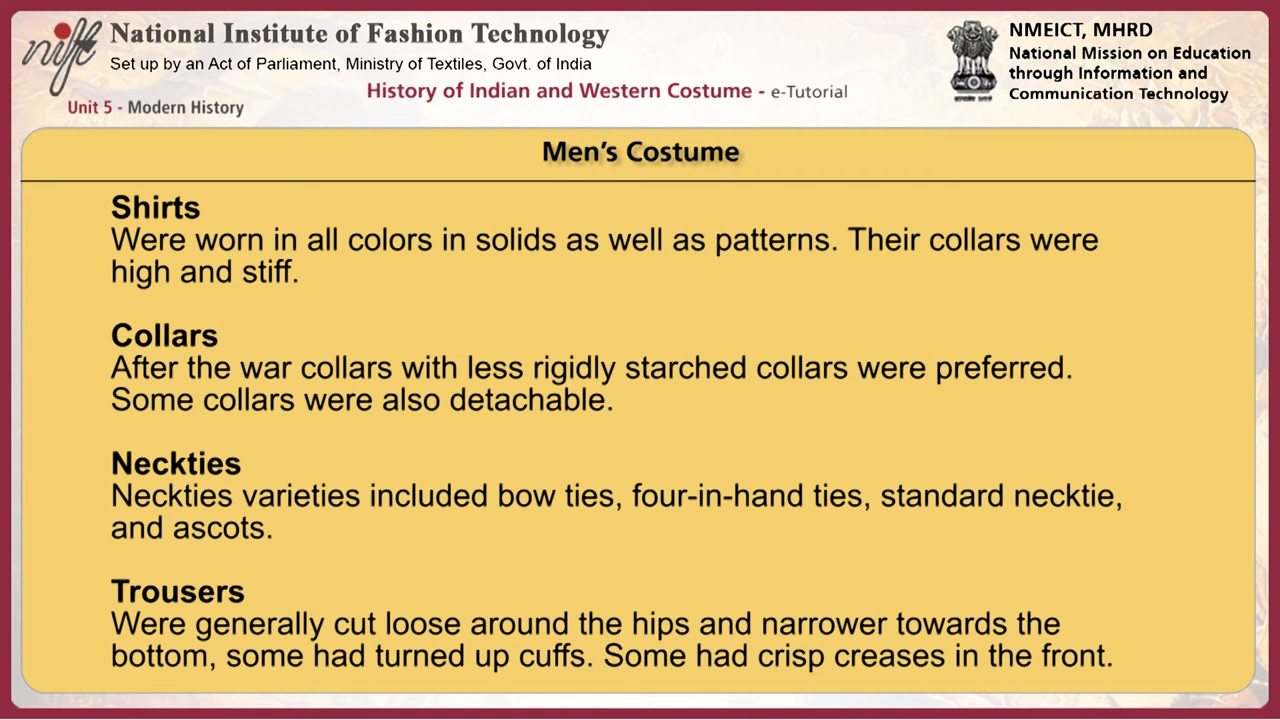 nift
National Institute of Fashion Technology
Set up by an Act of Parliament, Ministry of Textiles, Govt. of India
History of Indian and Western Costume - e-Tutorial
Unit 5 - Modern History
NMEICT, MHRD
National Mission on Education
through Information and
Communication Technology
Men's Costume
Shirts
Were worn in all colors in solids as well as patterns. Their collars were
high and stiff.
Collars
After the war collars with less rigidly starched collars were preferred.
Some collars were also detachable.
Neckties
Neckties varieties included bow ties, four-in-hand ties, standard necktie,
and ascots.
Trousers
Were generally cut loose around the hips and narrower towards the
bottom, some had turned up cuffs. Some had crisp creases in the front.